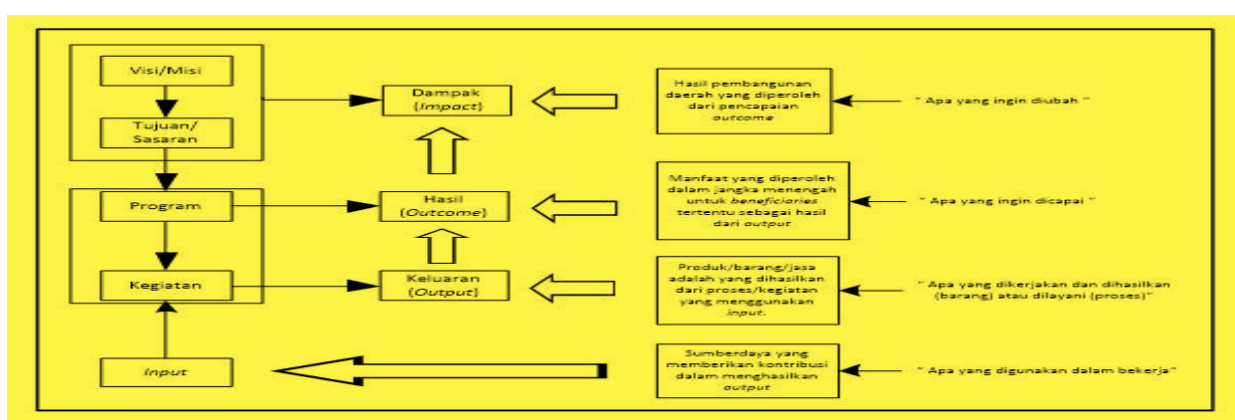 Visi/Misi
Tujuan/
Sasaran
Program
Kegiatan
Input
Dampak
(Impact)
Hasil
(Outcome)
Keluaran
(Output)
Hasil pembangunan
daerah yang diperoleh
dari pencapaian
outcome
Manfaat yang diperoleh
dalam jangka menengah
untuk beneficiaries
tertentu sebagai hasil
dari output
Produk/barang/jasa
adalah yang dihasilkan
dari proses/kegiatan
yang menggunakan
input.
Sumberdaya yang
memberikan kontribusi
dalam menghasilkan
output
" Apa yang ingin diubah "
" Apa yang ingin dicapai "
" Apa yang dikerjakan dan dihasilkan
(barang) atau dilayani (proses)"
" Apa yang digunakan dalam bekerja"